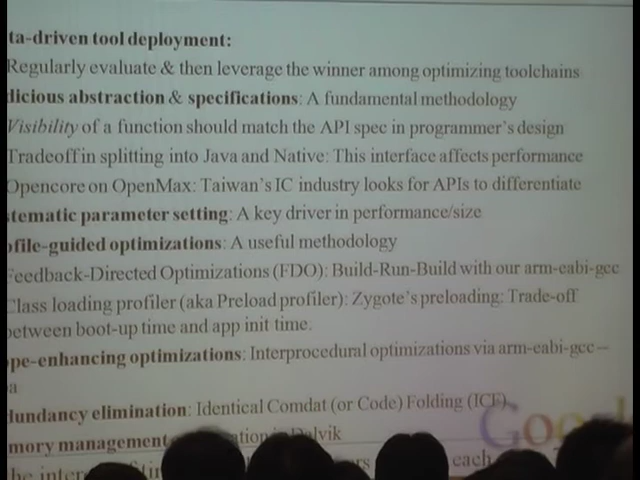 ta-driven tool deployment:
Regularly evaluate & then leverage the winner among optimizing toolchains
dicious abstraction & specifications: A fundamental methodology
Visibility of a function should match the API spec in programmer's design
Tradeoff in splitting into Java and Native: This interface affects performance
Opencore on OpenMax: Taiwan's IC industry looks for APIs to differentiate
stematic parameter setting: A key driver in performance/size
ofile-guided optimizations: A useful methodology
Feedback-Directed Optimizations (FDO): Build-Run-Build with our arm-eabi-gcc
Class loading profiler (aka Preload profiler): Zygote's preloading: Trade-off
between boot-up time and app init time.
ope-enhancing optimizations: Interprocedural optimizations via arm-eabi-gcc –
a
dundancy elimination: Identical Comdat (or Code) Folding (ICF)
mory management
each